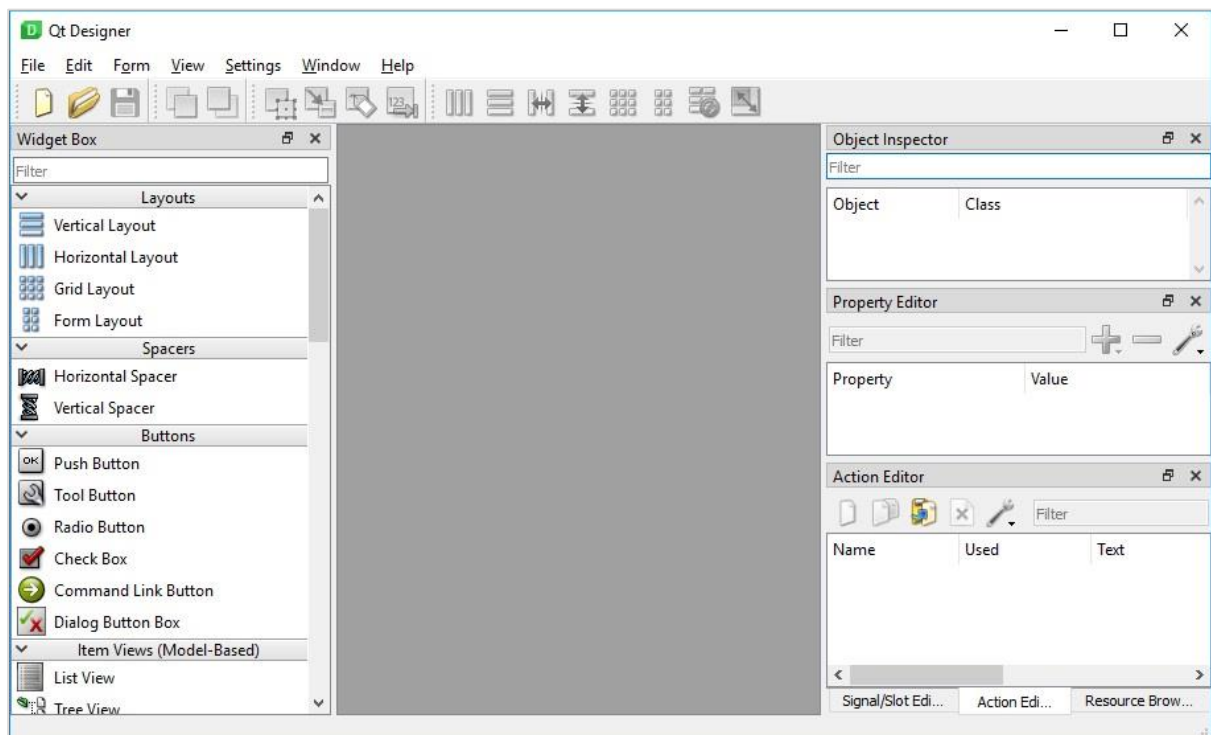 D Qt Designer
File Edit Form View Settings Window Help
123
Widget Box
Filter
Layouts
Vertical Layout
Horizontal Layout
Grid Layout
Form Layout
Spacers
Horizontal Spacer
Vertical Spacer
Buttons
OK Push Button
Tool Button
Radio Button
Check Box
Command Link Button
Dialog Button Box
Item Views (Model-Based)
List View
Tree View
Object Inspector
Filter
Object Class
Property Editor
Filter
Property Value
Action Editor
Filter
Name Used Text
Signal/Slot Edi... Action Edi... Resource Brow...